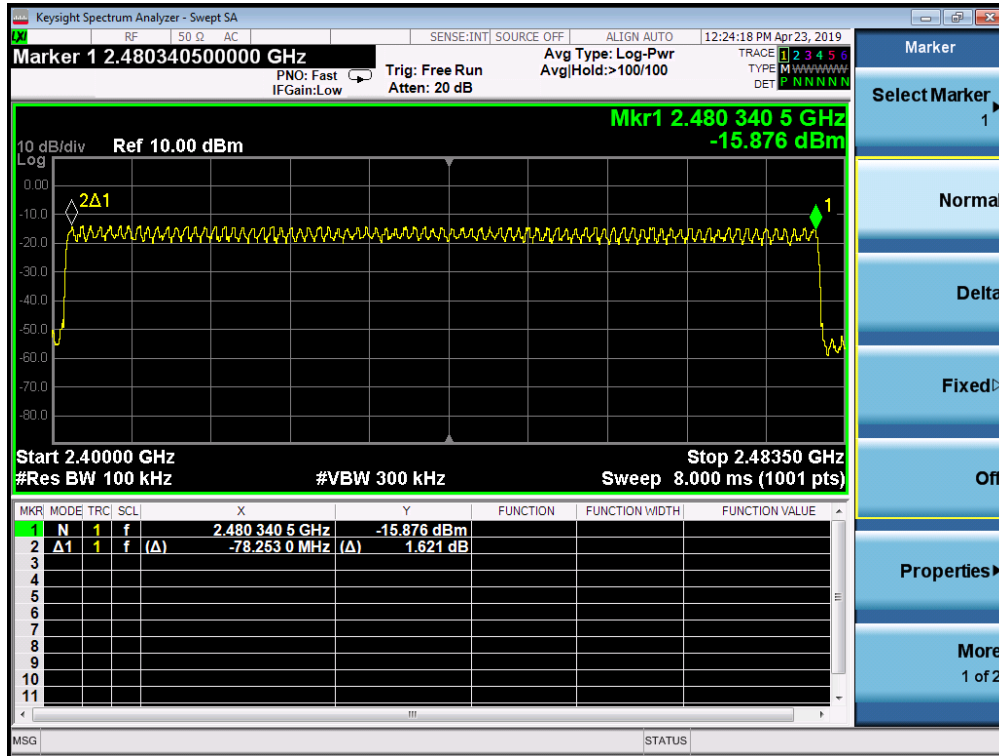 Keysight Spectrum Analyzer - Swept SA
LXI RF 50 Ω AC SENSE:INT SOURCE OFF ALIGN AUTO 12:24:18 PM Apr 23, 2019
Marker 1 2.480340500000 GHz
PNO: Fast
IFGain:Low
Trig: Free Run
Atten: 20 dB
Avg Type: Log-Pwr
Avg|Hold:>100/100
TRACE 1 2 3 4 5 6
TYPE M WWWWW
DET P N N N N N
Mkr1 2.480 340 5 GHz
-15.876 dBm
10 dB/div Ref 10.00 dBm
Log
0.00
-10.0
-20.0
-30.0
-40.0
-50.0
-60.0
-70.0
-80.0
2Δ1
1
Start 2.40000 GHz Stop 2.48350 GHz
#Res BW 100 kHz #VBW 300 kHz Sweep 8.000 ms (1001 pts)
MKR MODE TRC SCL X Y FUNCTION FUNCTION WIDTH FUNCTION VALUE
1 N 1 f 2.480 340 5 GHz -15.876 dBm
2 Δ1 1 f (Δ) -78.253 0 MHz (Δ) 1.621 dB
3
4
5
6
7
8
9
10
11
MSG STATUS
Marker
Select Marker
1
Normal
Delta
Fixed
Off
Properties
More
1 of 2